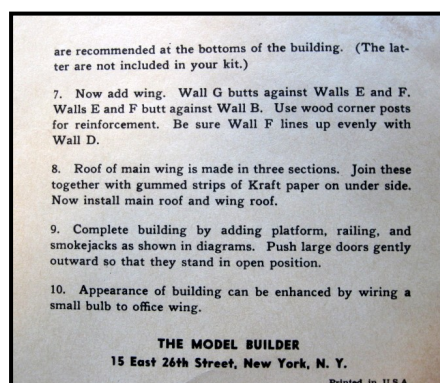 are recommended at the bottoms of the building. (The lat-
ter are not included in your kit.)
7. Now add wing. Wall G butts against Walls E and F.
Walls E and F butt against Wall B. Use wood corner posts
for reinforcement. Be sure Wall F lines up evenly with
Wall D.
8. Roof of main wing is made in three sections. Join these
together with gummed strips of Kraft paper on under side.
Now install main roof and wing roof.
9. Complete building by adding platform, railing, and
smokejacks as shown in diagrams. Push large doors gently
outward so that they stand in open position.
10. Appearance of building can be enhanced by wiring a
small bulb to office wing.
THE MODEL BUILDER
15 East 26th Street, New York, N. Y.
Printed in U.S.A.